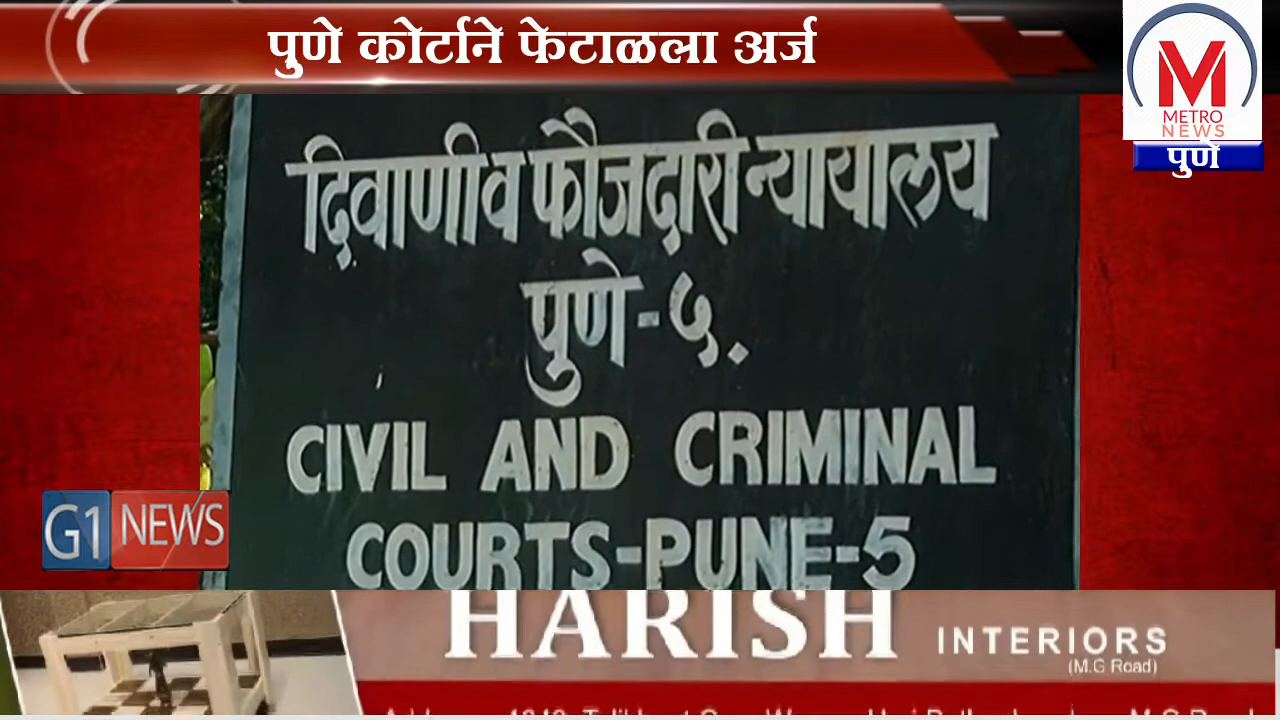 पुणे कोर्टाने फेटाळला अर्ज
M
METRO
NEWS
पुणे
दिवाणी व फौजदारी न्यायालय
पुणे-५.
CIVIL AND CRIMINAL
COURTS-PUNE-5
G1 NEWS
HARISH
INTERIORS
(M.G Road)